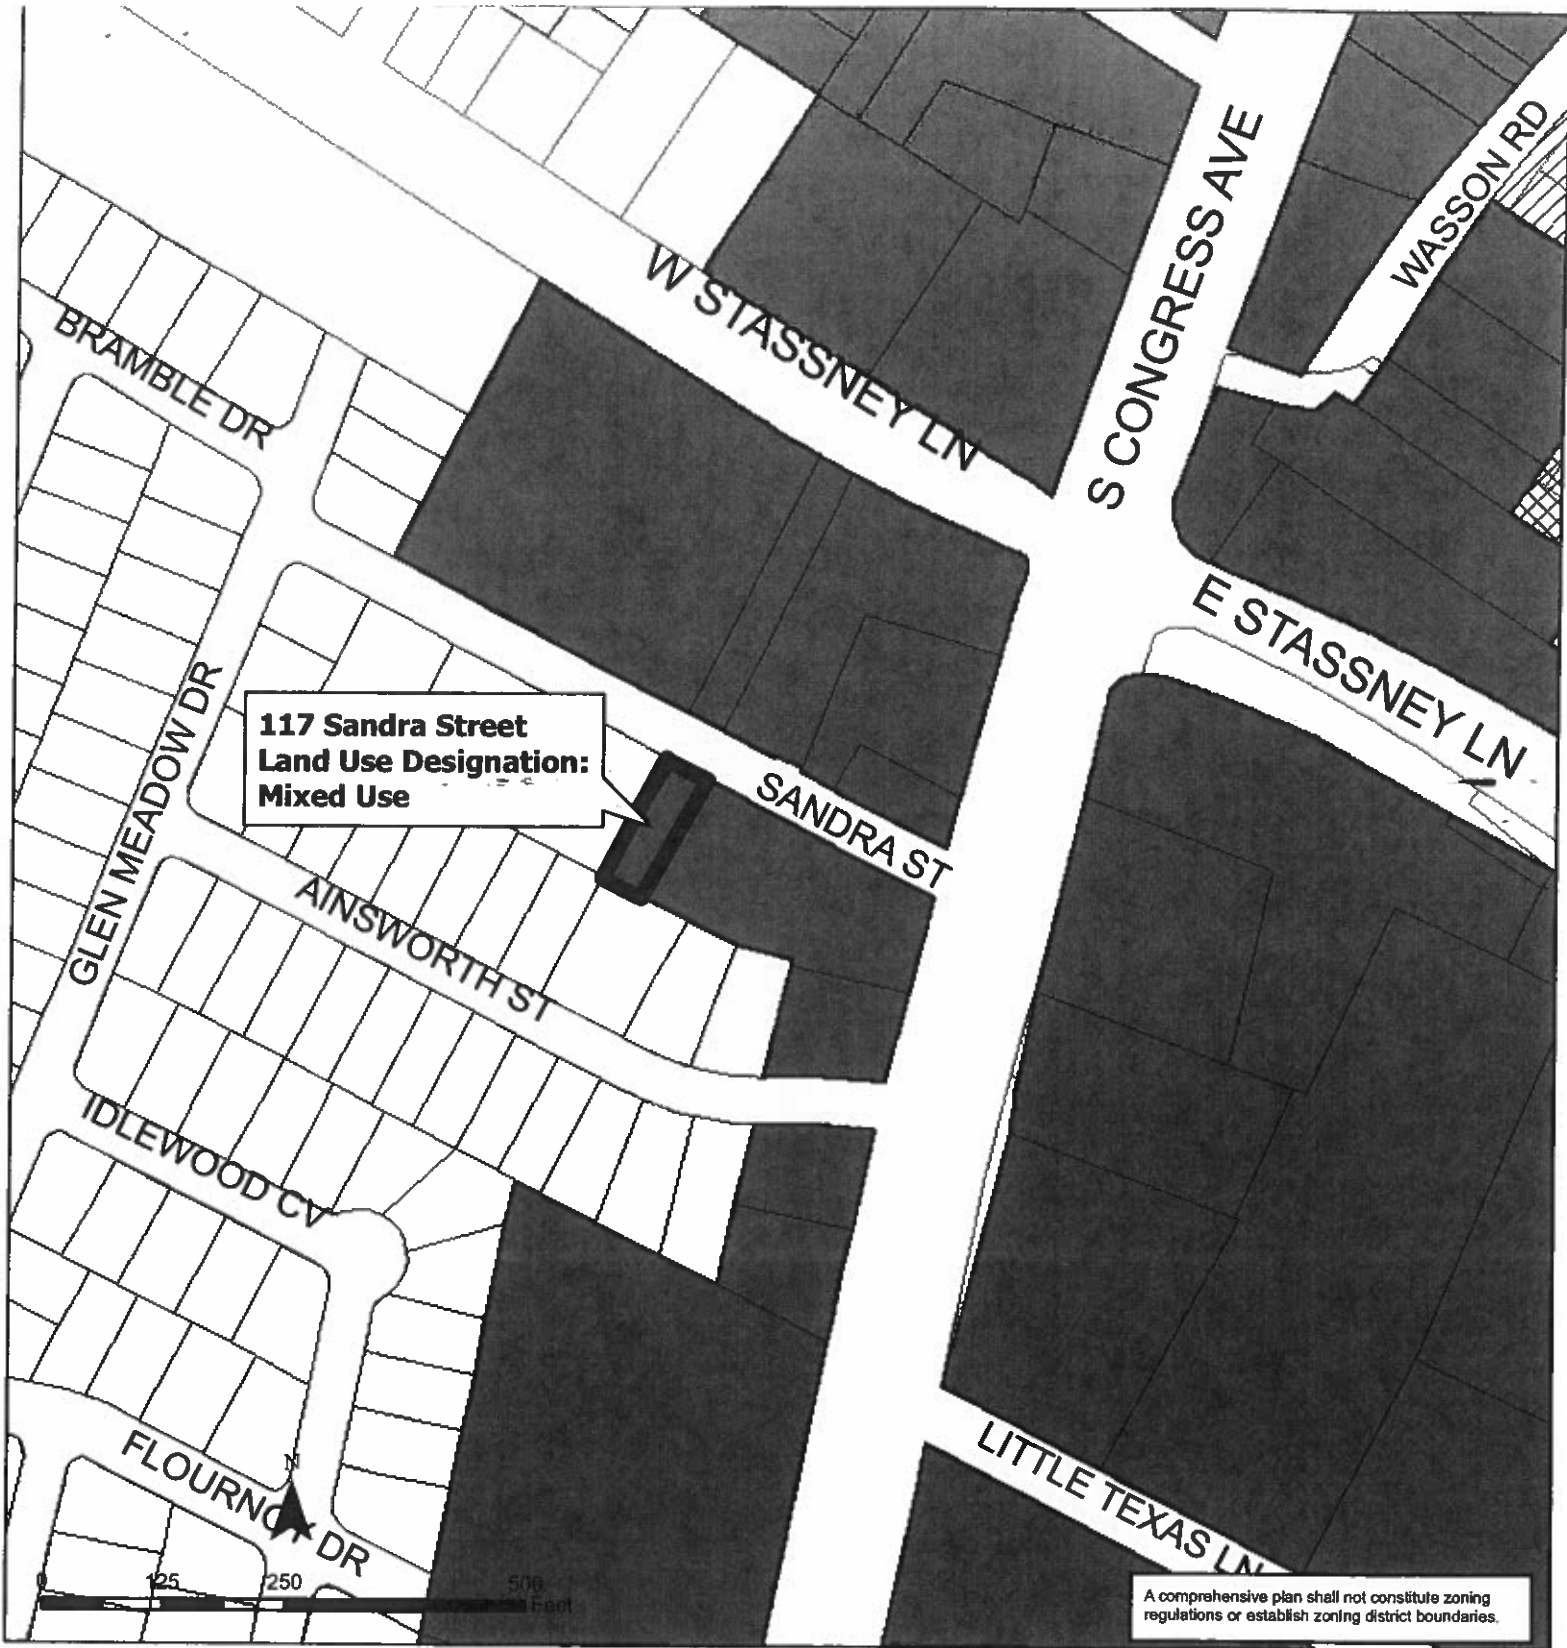 S CONGRESS AVE
WASSON RD
W STASSNEY LN
BRAMBLE DR
E STASSNEY LN
GLEN MEADOW DR
117 Sandra Street
Land Use Designation:
Mixed Use
SANDRA ST
AINSWORTH ST
IDLEWOOD CV
LITTLE TEXAS LN
FLOURNOY DR
N
0 125 250 500
Feet
A comprehensive plan shall not constitute zoning
regulations or establish zoning district boundaries.